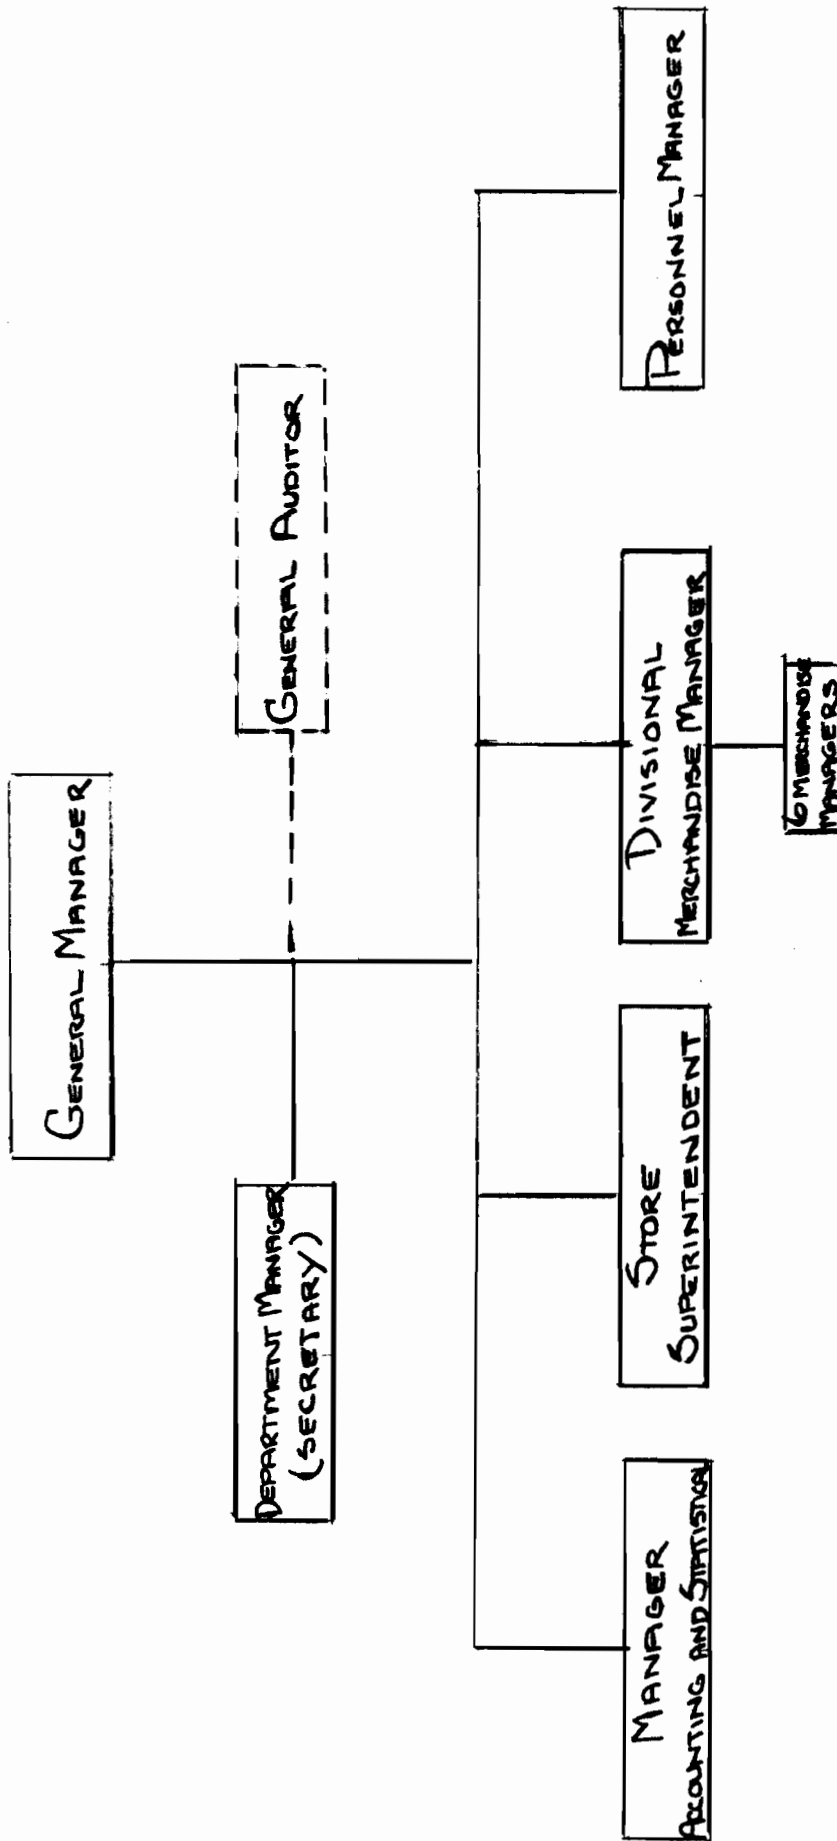 GENERAL MANAGER
DEPARTMENT MANAGER
(SECRETARY)
GENERAL AUDITOR
MANAGER
ACCOUNTING AND STATISTICAL
STORE
SUPERINTENDENT
DIVISIONAL
MERCHANDISE MANAGER
PERSONNEL MANAGER
6 MERCHANDISE
MANAGERS